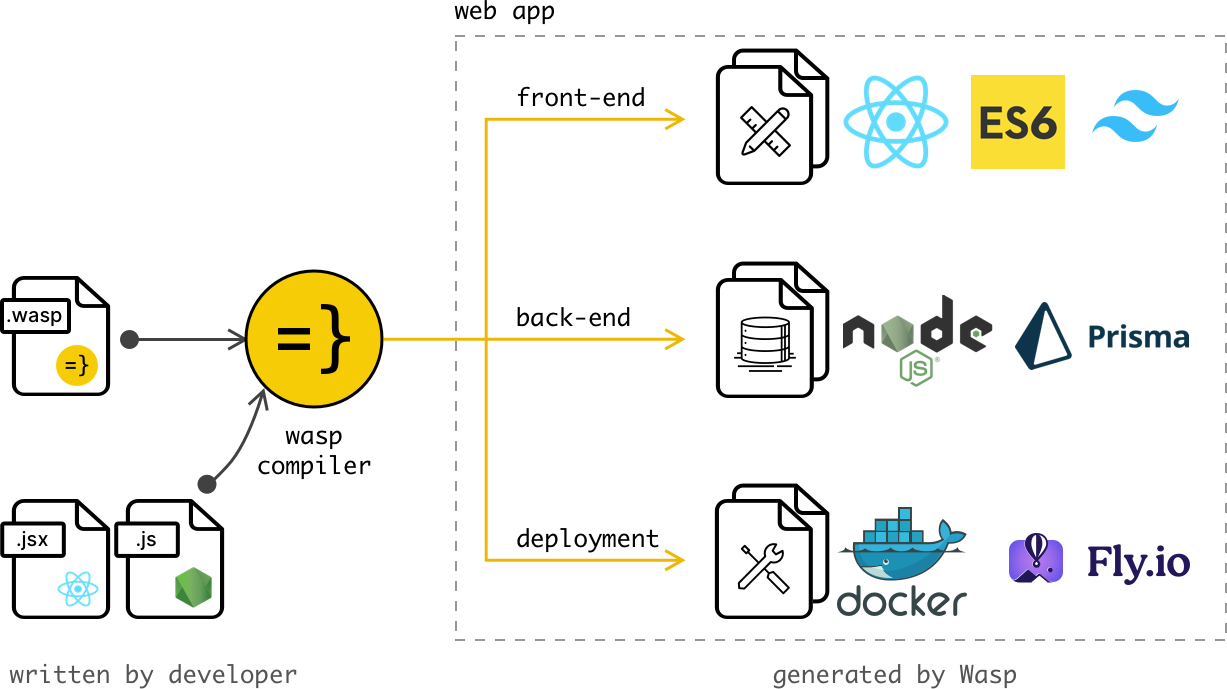 web app
front-end
ES6
.wasp
=}
=}
back-end
node
JS
Prisma
wasp
compiler
.jsx
.js
deployment
docker
Fly.io
written by developer
generated by Wasp